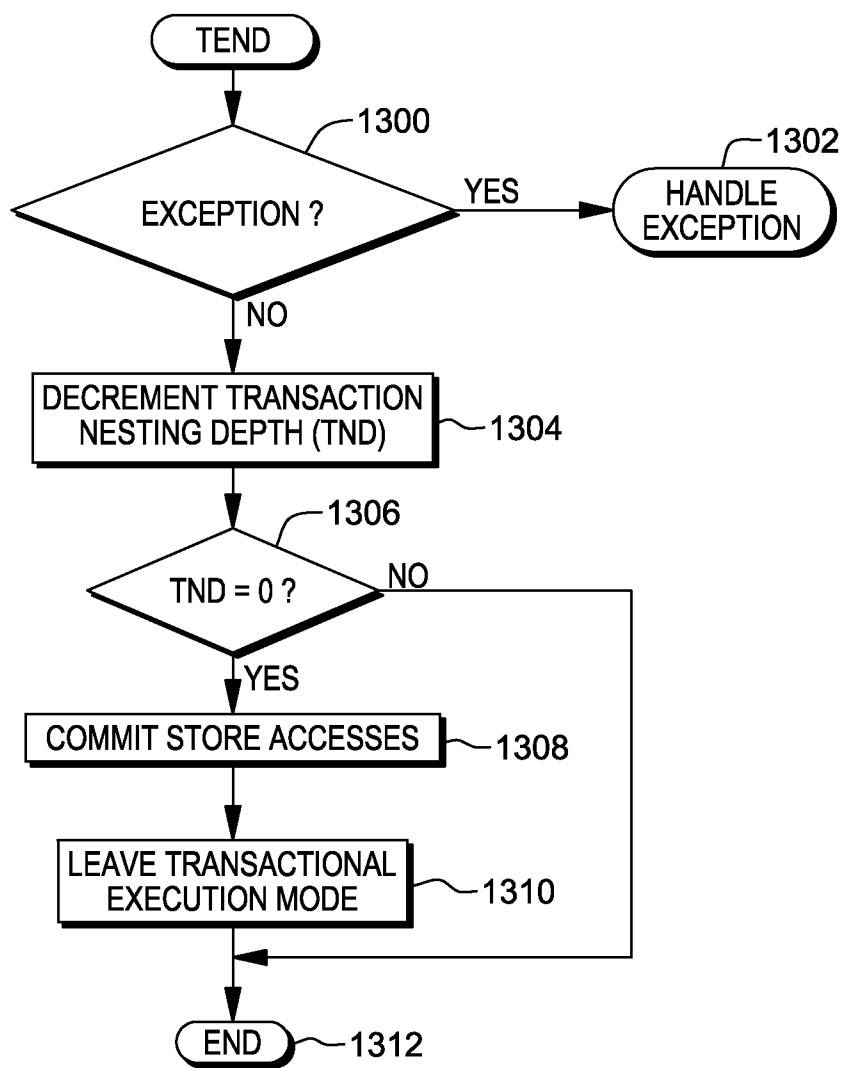 TEND
1300
EXCEPTION ?
YES
1302
HANDLE
EXCEPTION
NO
DECREMENT TRANSACTION
NESTING DEPTH (TND)
1304
1306
TND = 0 ?
NO
YES
COMMIT STORE ACCESSES
1308
LEAVE TRANSACTIONAL
EXECUTION MODE
1310
END
1312